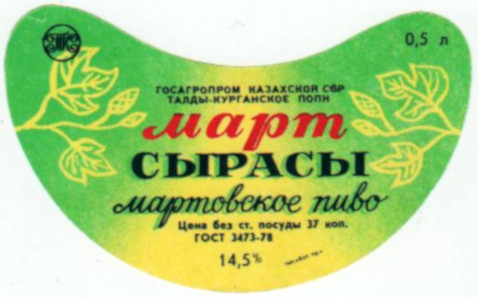 0,5 л
ГОСАГРОПРОМ КАЗАХСКОЙ ССР
ТАЛДЫ-КУРГАНСКОЕ ПОПН
март
СЫРАСЫ
мартовское пиво
Цена без ст. посуды 37 коп.
ГОСТ 3473-78
14,5%